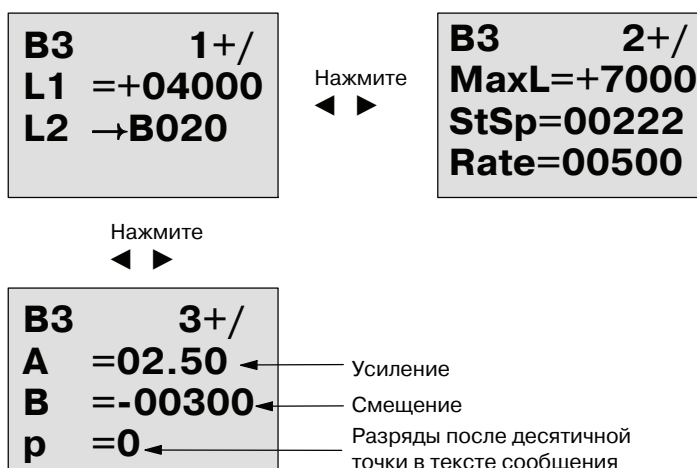 B3 1+/
L1 =+04000
L2 →B020
Нажмите
◄ ►
B3 2+/
MaxL=+7000
StSp=00222
Rate=00500
Нажмите
◄ ►
B3 3+/
A =02.50
B =-00300
p =0
Усиление
Смещение
Разряды после десятичной
точки в тексте сообщения